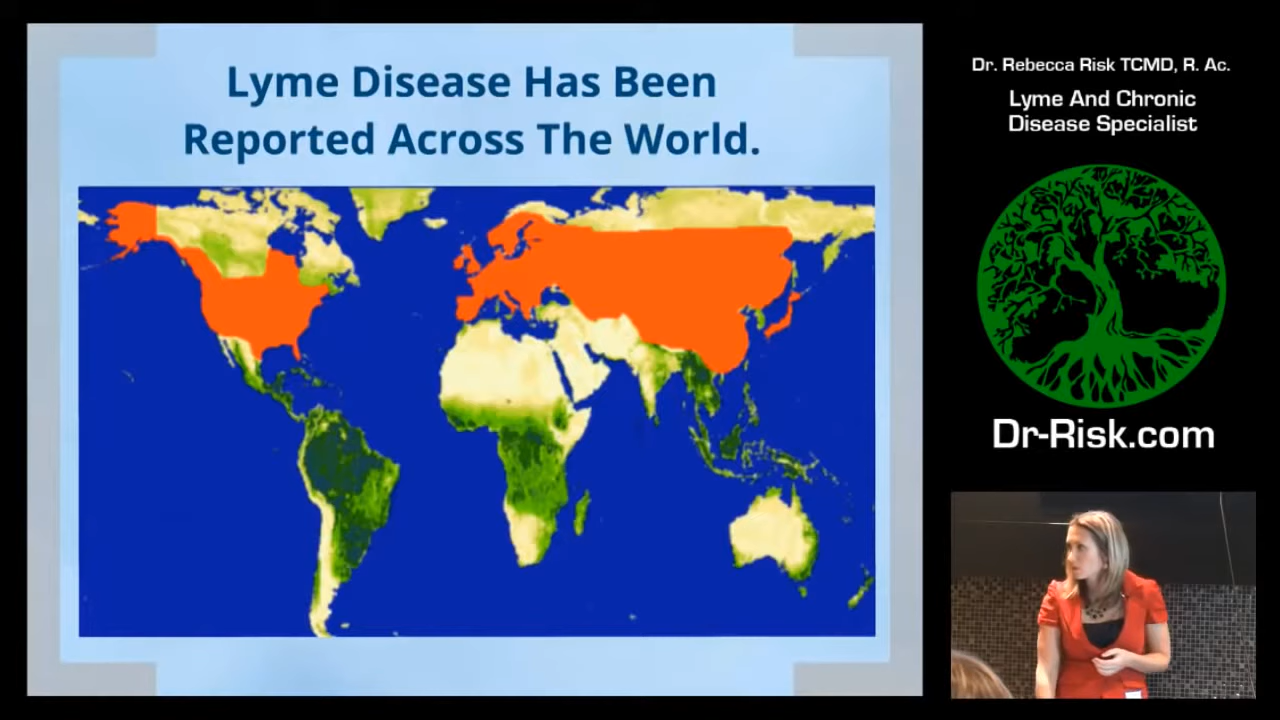 Lyme Disease Has Been
Reported Across The World.
Dr. Rebecca Risk TCMD, R. Ac.
Lyme And Chronic
Disease Specialist
Dr-Risk.com